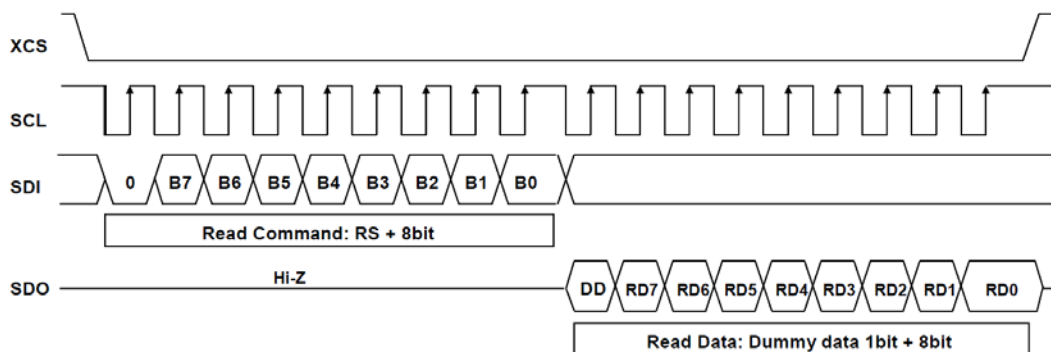 XCS
SCL
SDI 0 B7 B6 B5 B4 B3 B2 B1 B0
Read Command: RS + 8bit
Hi-Z
SDO DD RD7 RD6 RD5 RD4 RD3 RD2 RD1 RD0
Read Data: Dummy data 1bit + 8bit